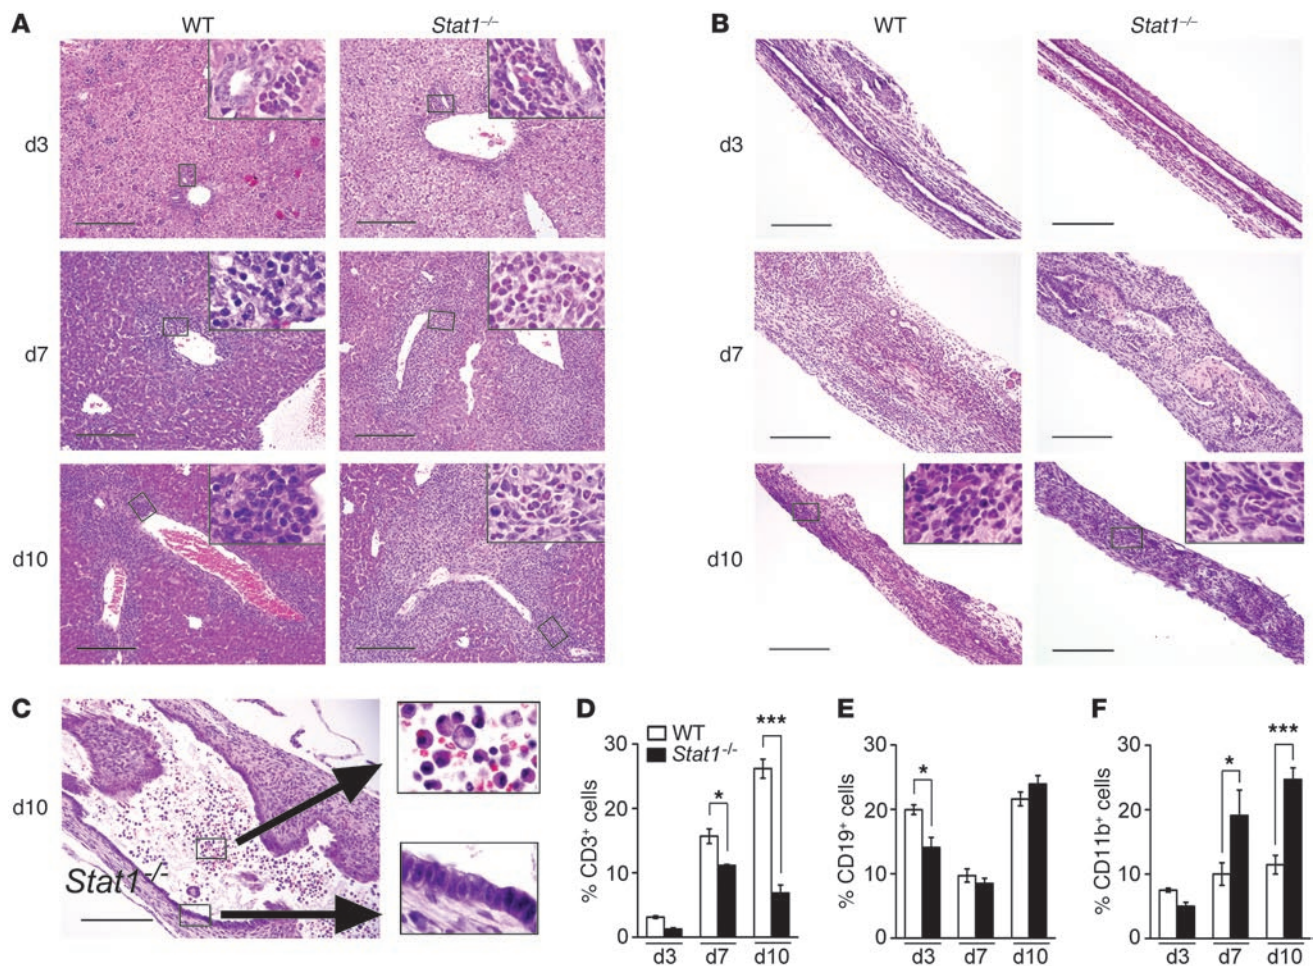 A
WT
Stat1⁻/⁻
d3
d7
d10
B
WT
Stat1⁻/⁻
d3
d7
d10
C
d10
Stat1⁻/⁻
D
% CD3⁺ cells
30
20
10
0
WT
Stat1⁻/⁻
*
***
d3 d7 d10
E
% CD19⁺ cells
30
20
10
0
*
d3 d7 d10
F
% CD11b⁺ cells
30
20
10
0
*
***
d3 d7 d10